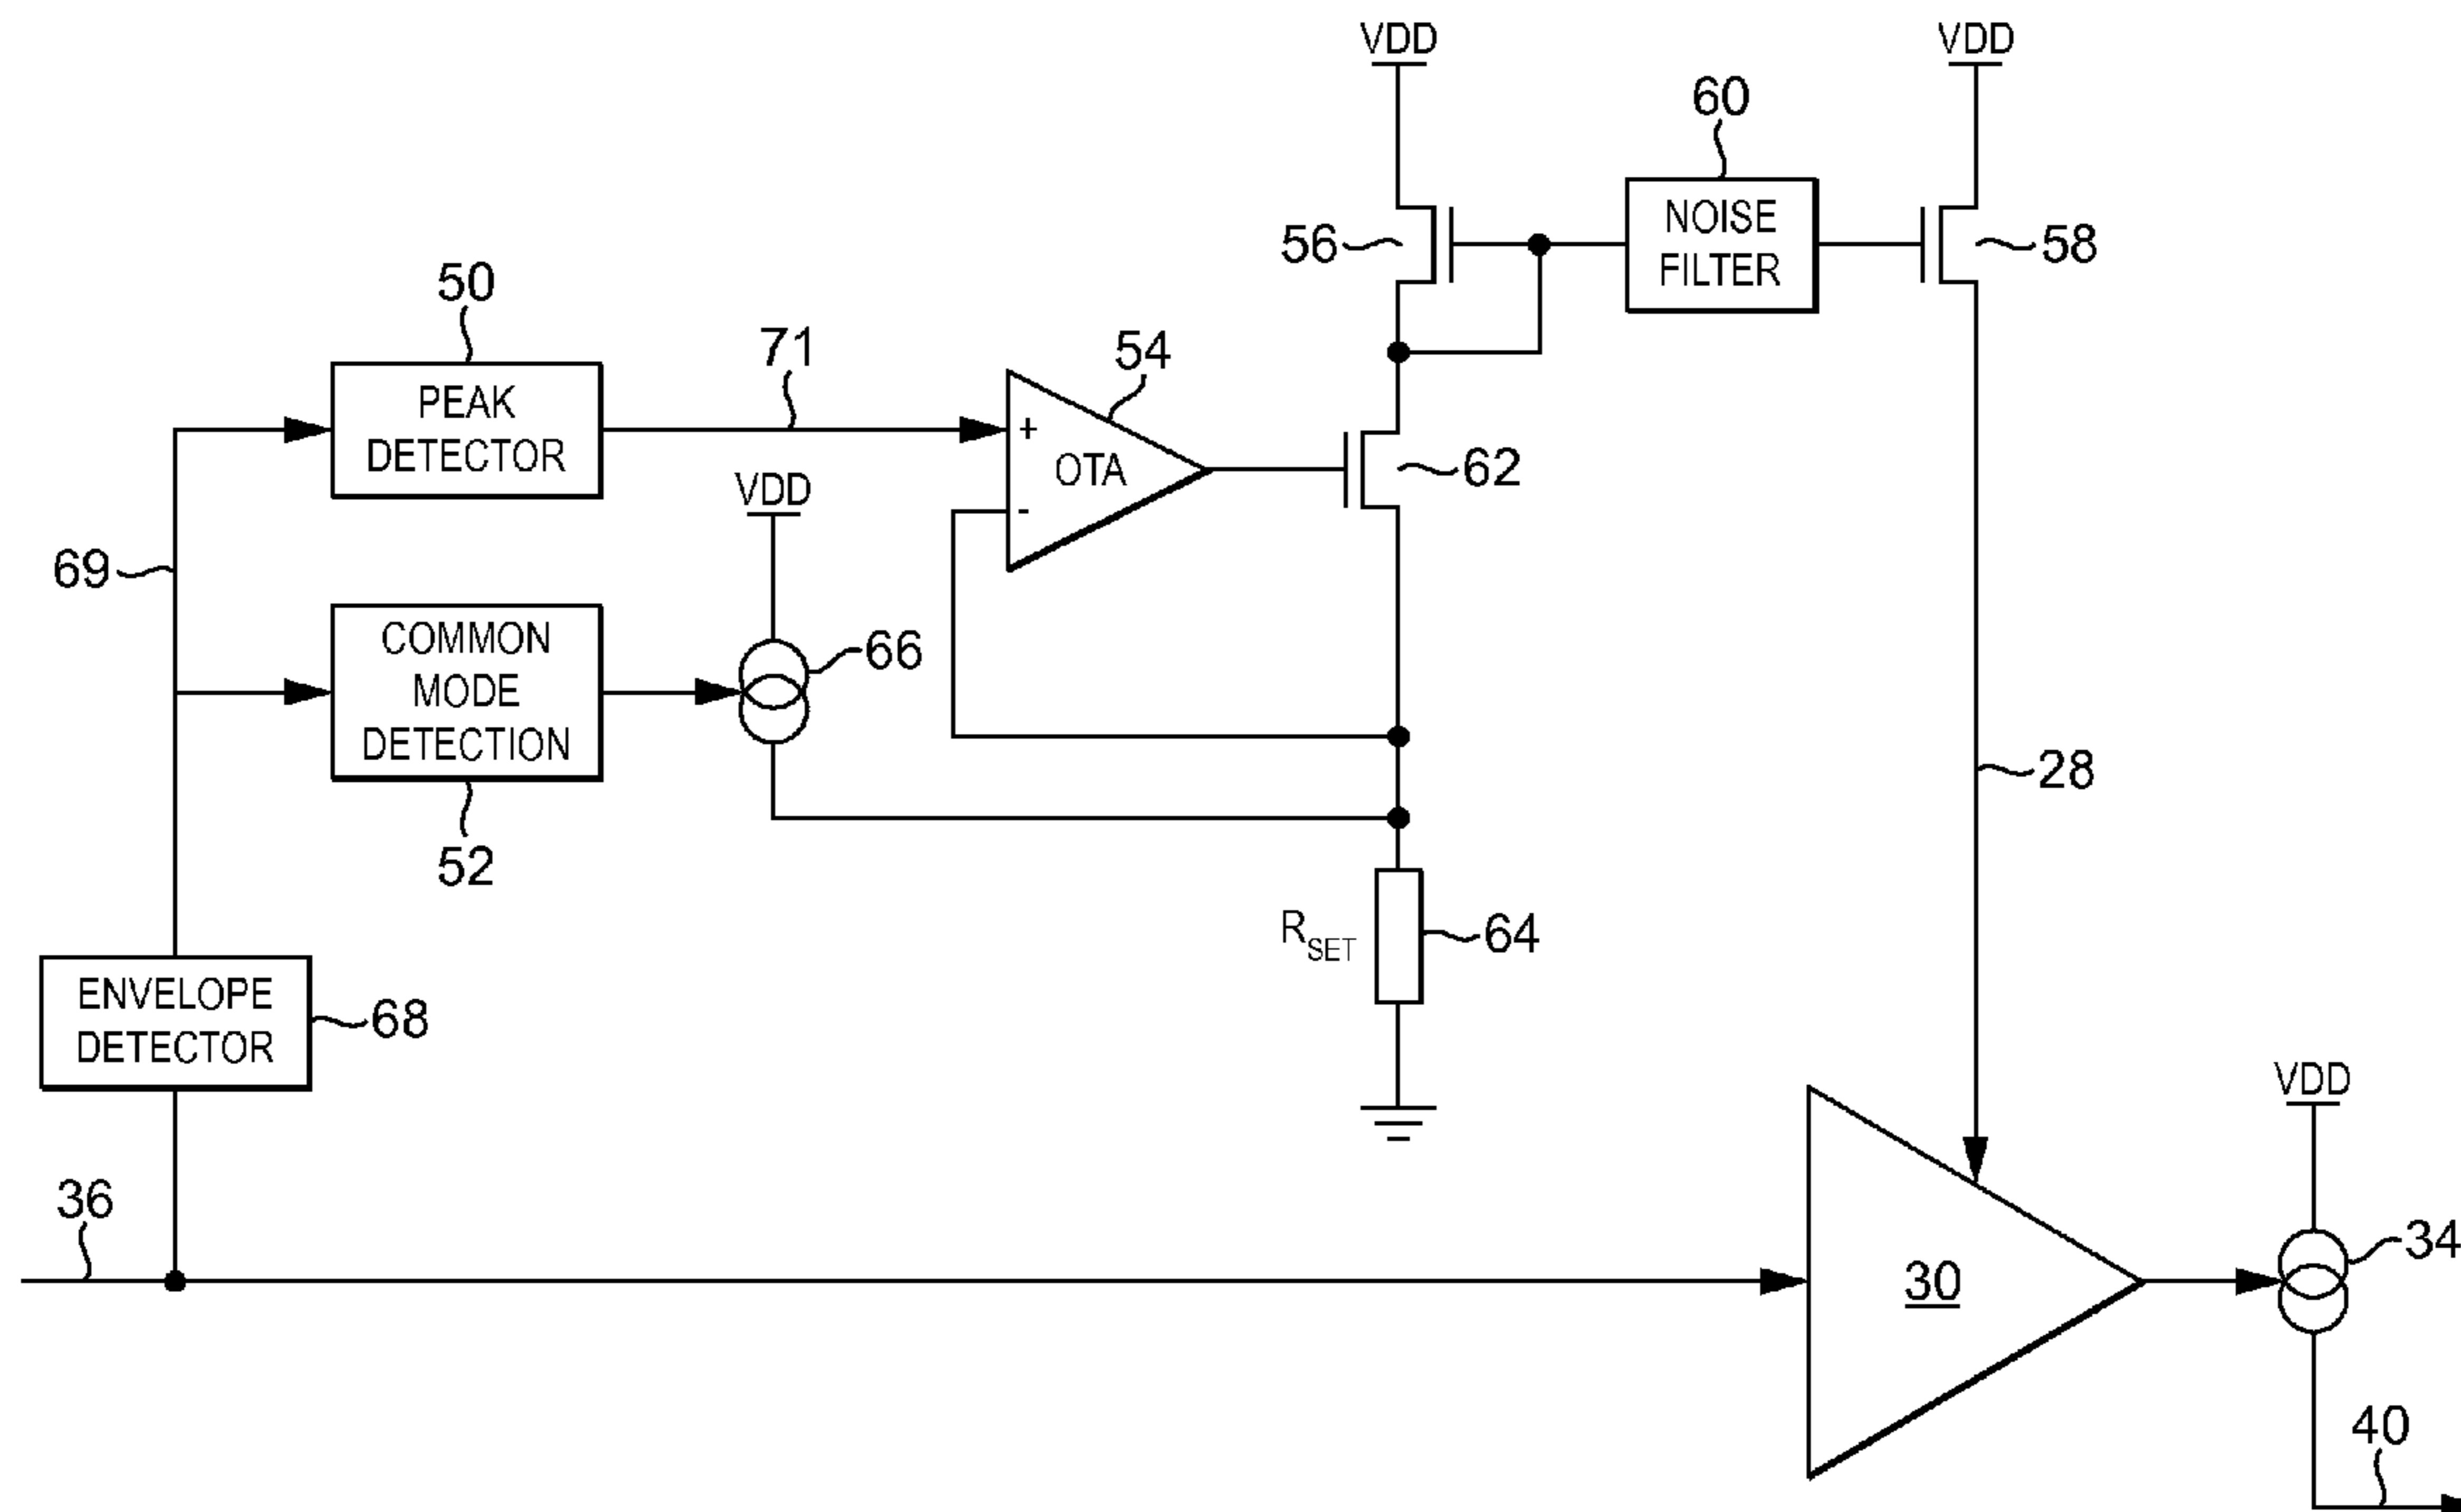 VDD
VDD
60
NOISE
FILTER
56
58
50
PEAK
DETECTOR
71
54
+
OTA
-
62
VDD
69
COMMON
MODE
DETECTION
66
52
28
RSET
64
ENVELOPE
DETECTOR
68
36
30
VDD
34
40